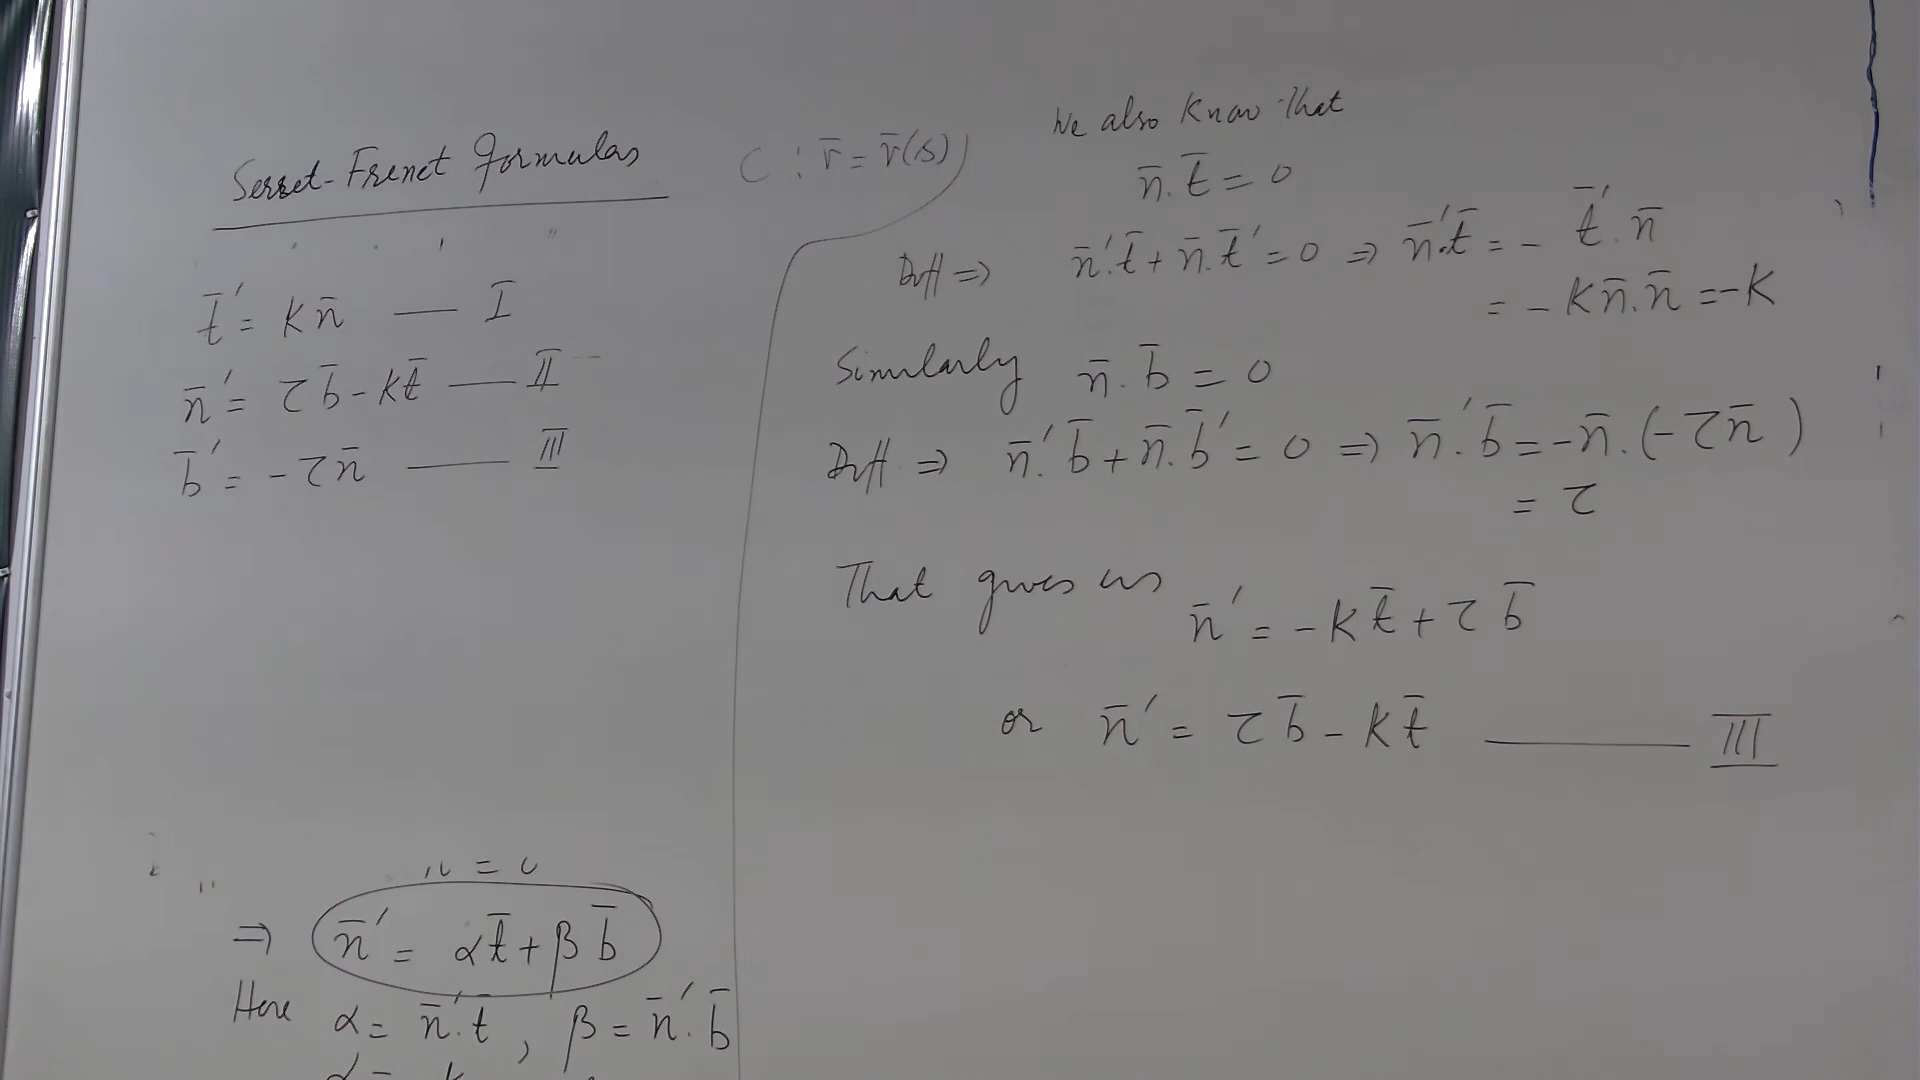 Serret-Frenet Formulas
C : r̄ = r̄(s)
t̄′ = kn̄ — I
n̄′ = τb̄ - kt̄ — II
b̄′ = -τn̄ — III
⇒ n̄′ = αt̄ + βb̄
Here α = n̄′.t̄, β = n̄′.b̄
We also know that
n̄.t̄ = 0
Diff ⇒ n̄′.t̄ + n̄.t̄′ = 0 ⇒ n̄′.t̄ = - t̄′.n̄
= - kn̄.n̄ = -k
Similarly n̄.b̄ = 0
Diff ⇒ n̄′.b̄ + n̄.b̄′ = 0 ⇒ n̄′.b̄ = -n̄.(-τn̄)
= τ
That gives us
n̄′ = -kt̄ + τb̄
or n̄′ = τb̄ - kt̄ — III